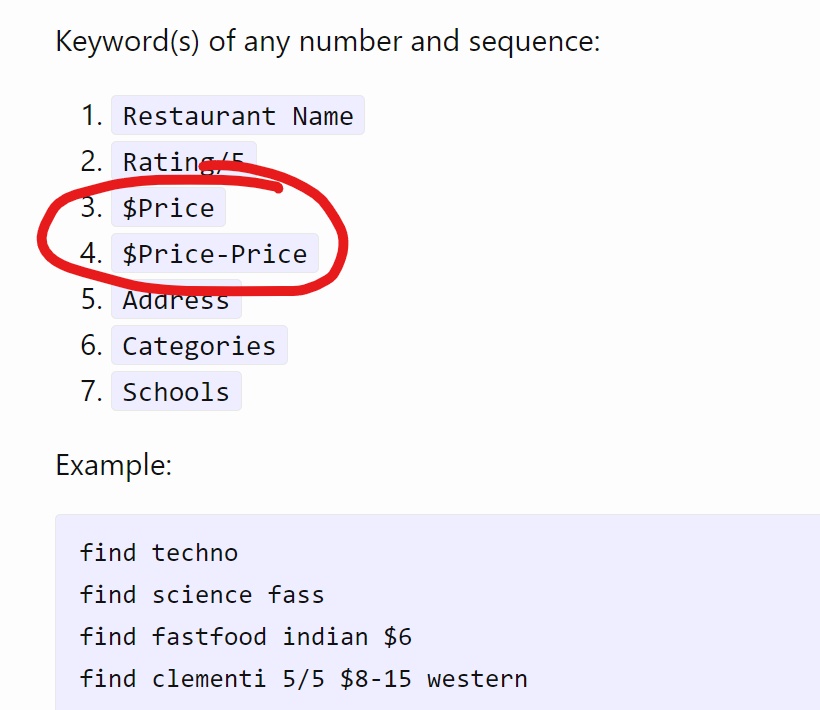 Keyword(s) of any number and sequence:
1. Restaurant Name
2. Rating/5
3. $Price
4. $Price-Price
5. Address
6. Categories
7. Schools
Example:
find techno
find science fass
find fastfood indian $6
find clementi 5/5 $8-15 western